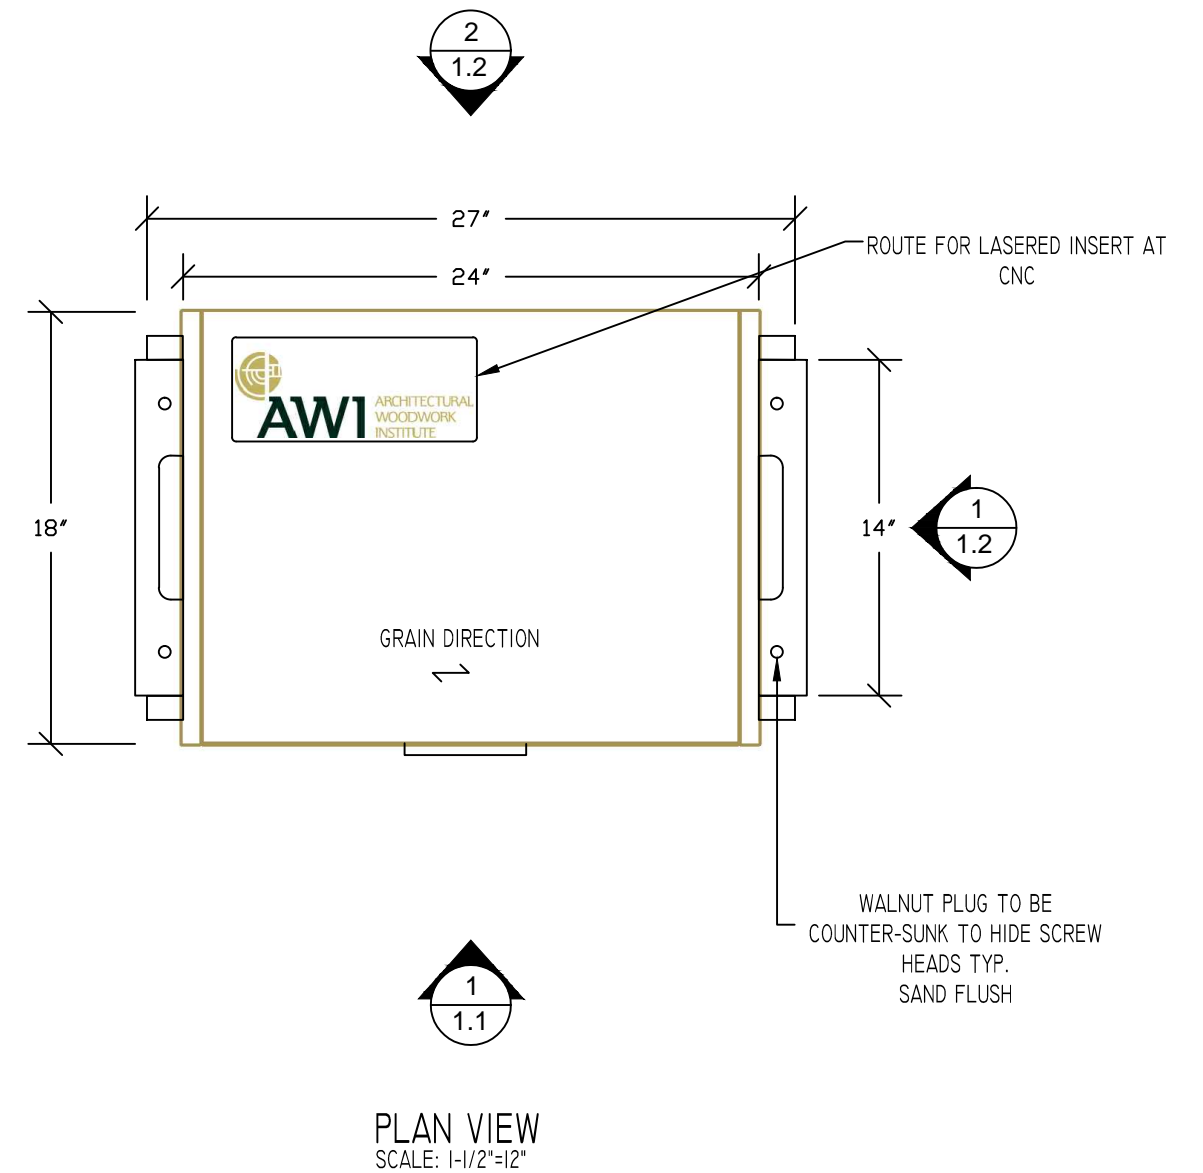 2
1.2
27"
24"
ROUTE FOR LASERED INSERT AT
CNC
AWI
ARCHITECTURAL
WOODWORK
INSTITUTE
18"
14"
1
1.2
GRAIN DIRECTION
WALNUT PLUG TO BE
COUNTER-SUNK TO HIDE SCREW
HEADS TYP.
SAND FLUSH
1
1.1
PLAN VIEW
SCALE: 1-1/2"=12"